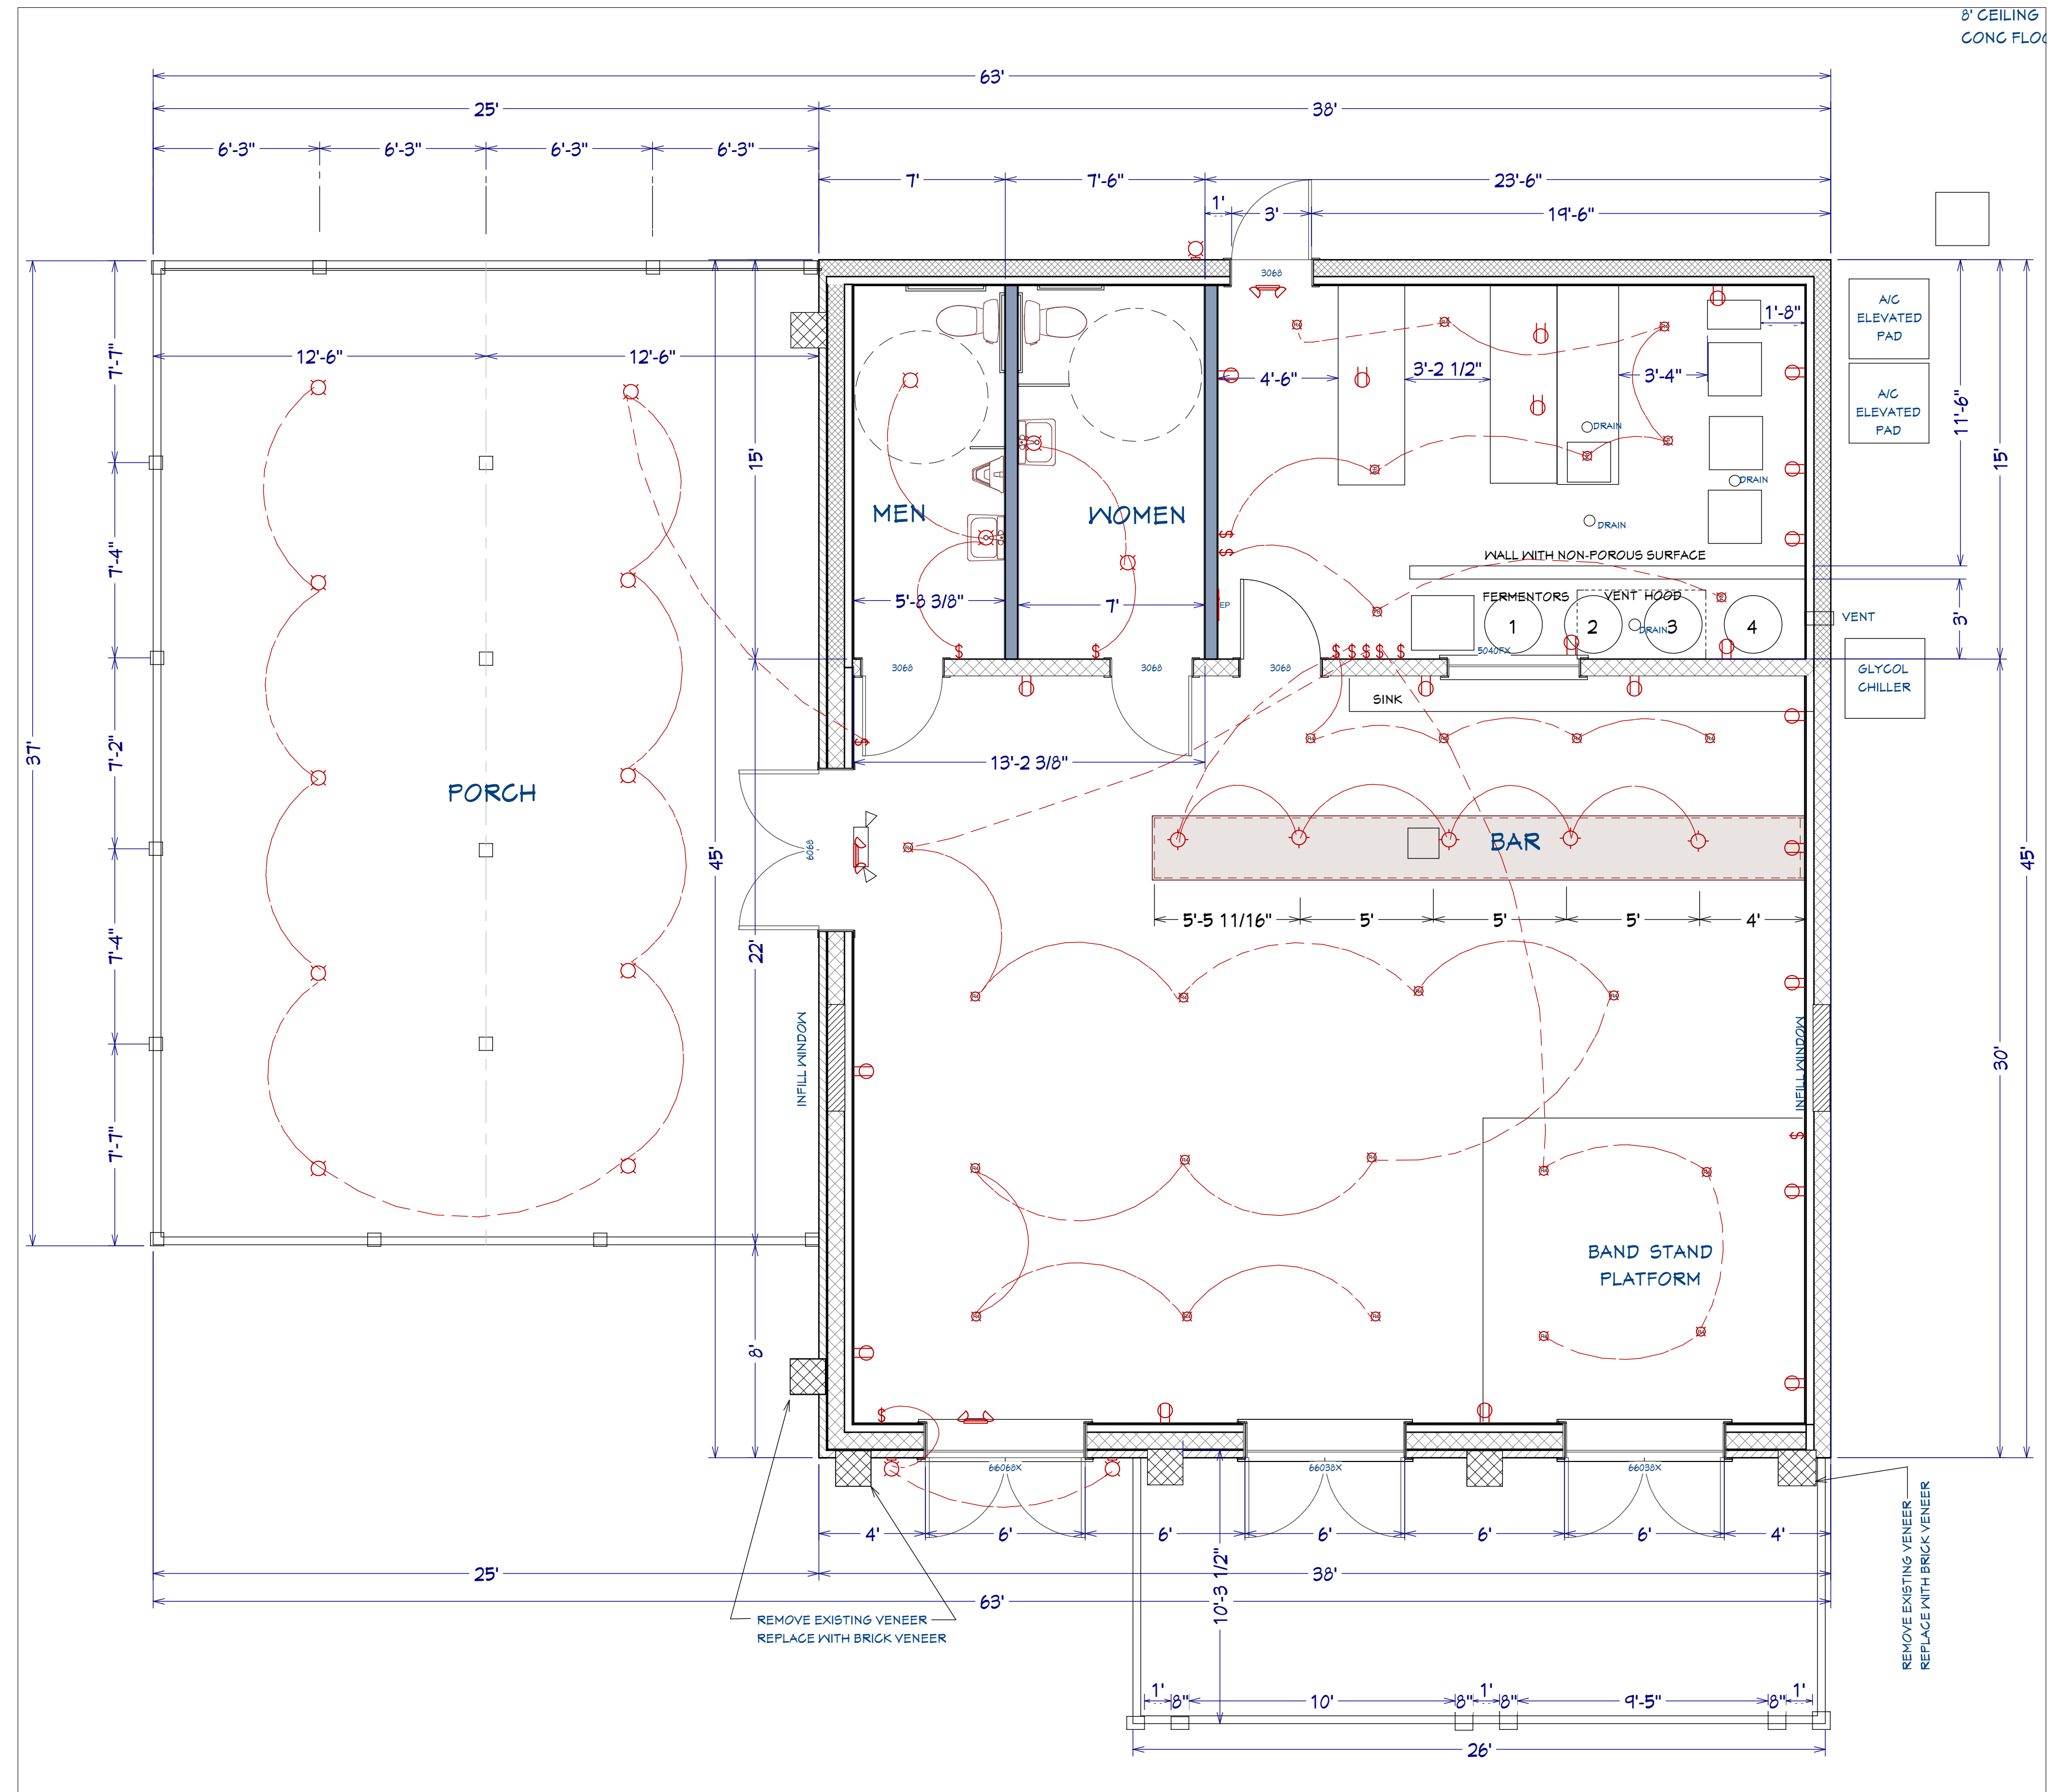 8' CEILING
63'
25'
38'
6'-3"
6'-3"
6'-3"
6'-3"
7'
7'-6"
23'-6"
1'
3'
19'-6"
3068
A/C
ELEVATED
PAD
1'-8"
12'-6"
12'-6"
7'-7"
4'-6"
3'-2 1/2"
3'-4"
A/C
ELEVATED
PAD
11'-6"
DRAIN
15'
15'
DRAIN
MEN
WOMEN
DRAIN
WALL WITH NON-POROUS SURFACE
7'-4"
5'-8 3/8"
7'
EP
FERMENTORS
VENT HOOD
1
2
DRAIN
3
4
3'
VENT
5040FX
3068
3068
3068
GLYCOL
CHILLER
SINK
37'
7'-2"
13'-2 3/8"
PORCH
6068
BAR
45'
45'
5'-5 11/16"
5'
5'
5'
4'
7'-4"
22'
INFILL WINDOW
INFILL WINDOW
30'
7'-7"
BAND STAND
PLATFORM
8'
66068X
66038X
66038X
4'
6'
6'
6'
6'
6'
4'
25'
38'
10'-3 1/2"
63'
REMOVE EXISTING VENEER
REPLACE WITH BRICK VENEER
REMOVE EXISTING VENEER
REPLACE WITH BRICK VENEER
1'
8"
10'
8"
1'
8"
9'-5"
8"
1'
26'
CONC